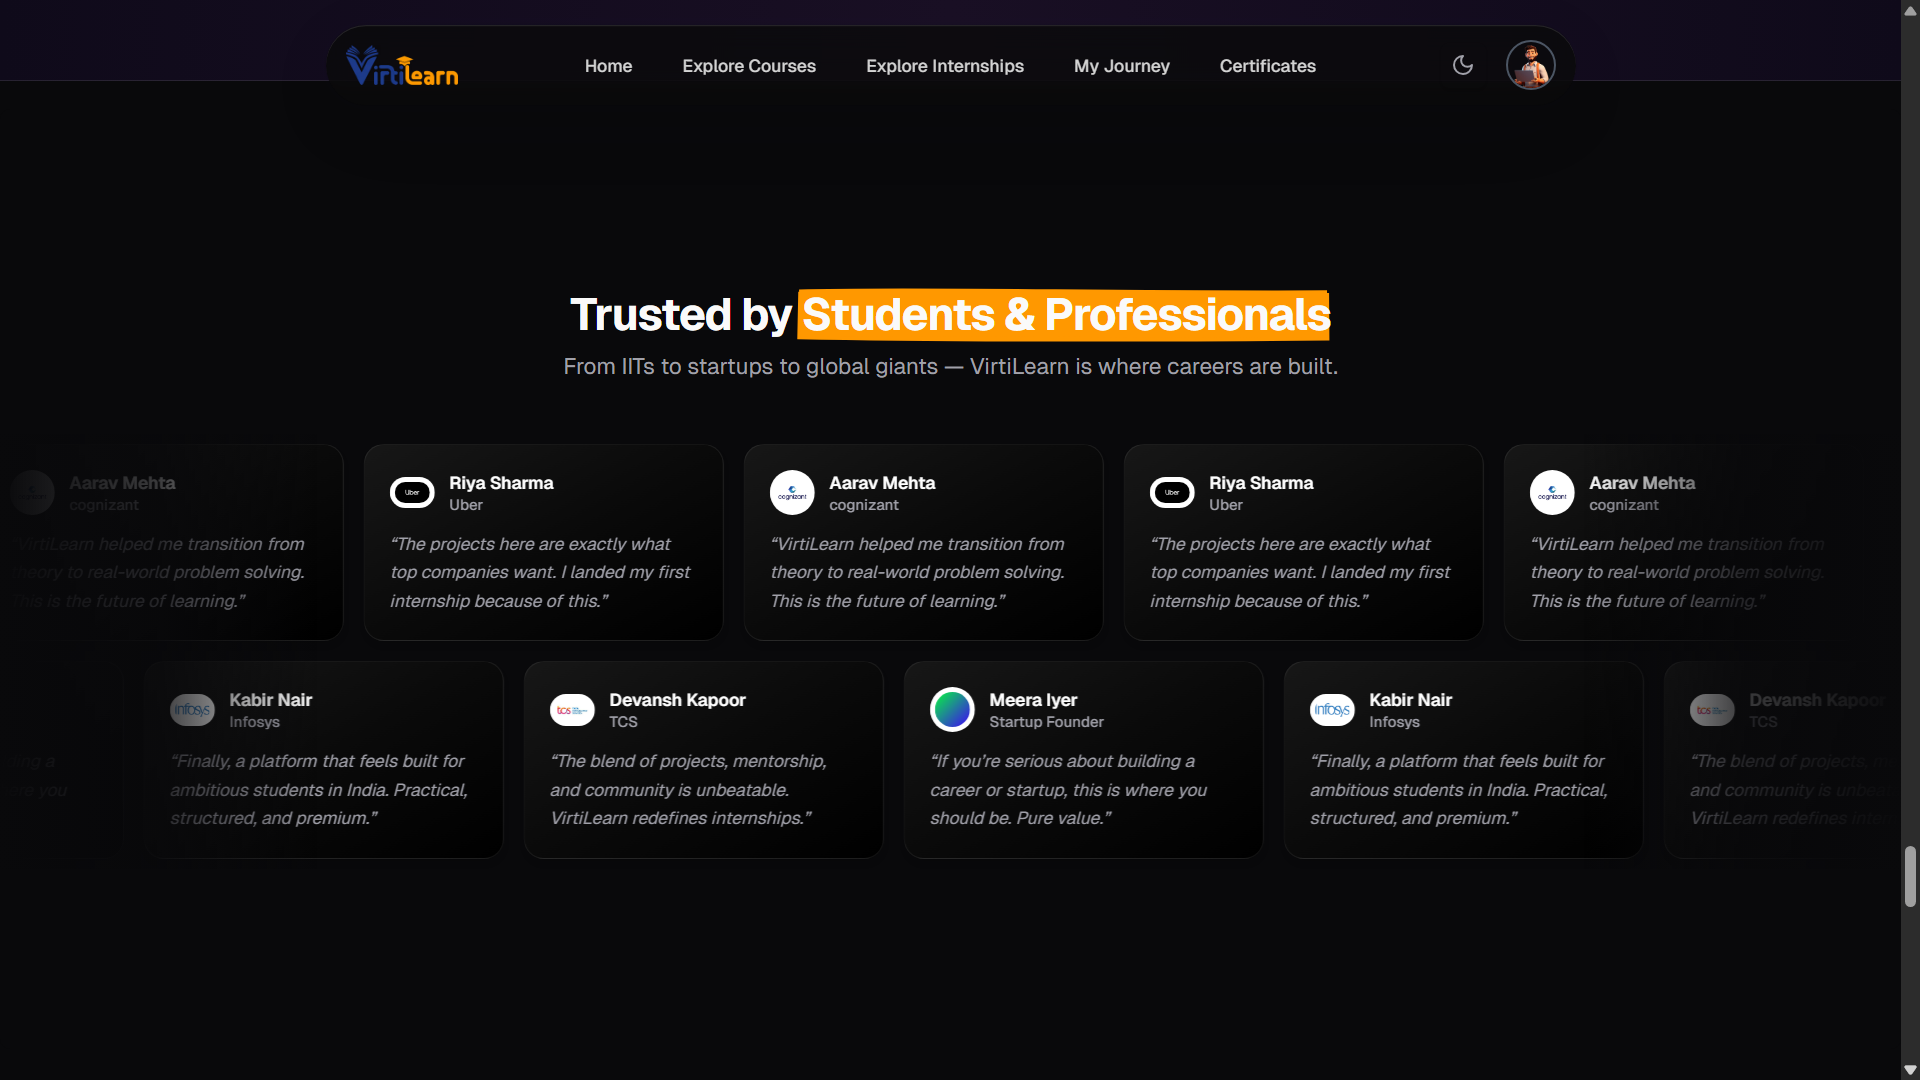 VirtiLearn
Home
Explore Courses
Explore Internships
My Journey
Certificates
Trusted by Students & Professionals
From IITs to startups to global giants — VirtiLearn is where careers are built.
Aarav Mehta
cognizant
“VirtiLearn helped me transition from
theory to real-world problem solving.
This is the future of learning.”
Uber
Riya Sharma
Uber
“The projects here are exactly what
top companies want. I landed my first
internship because of this.”
cognizant
Aarav Mehta
cognizant
“VirtiLearn helped me transition from
theory to real-world problem solving.
This is the future of learning.”
Uber
Riya Sharma
Uber
“The projects here are exactly what
top companies want. I landed my first
internship because of this.”
cognizant
Aarav Mehta
cognizant
“VirtiLearn helped me transition from
theory to real-world problem solving.
This is the future of learning.”
you
Infosys
Kabir Nair
Infosys
“Finally, a platform that feels built for
ambitious students in India. Practical,
structured, and premium.”
tcs
Devansh Kapoor
TCS
“The blend of projects, mentorship,
and community is unbeatable.
VirtiLearn redefines internships.”
Meera Iyer
Startup Founder
“If you’re serious about building a
career or startup, this is where you
should be. Pure value.”
Infosys
Kabir Nair
Infosys
“Finally, a platform that feels built for
ambitious students in India. Practical,
structured, and premium.”
tcs
Devansh Kapoor
TCS
“The blend of projects,
and community is
VirtiLearn redefines